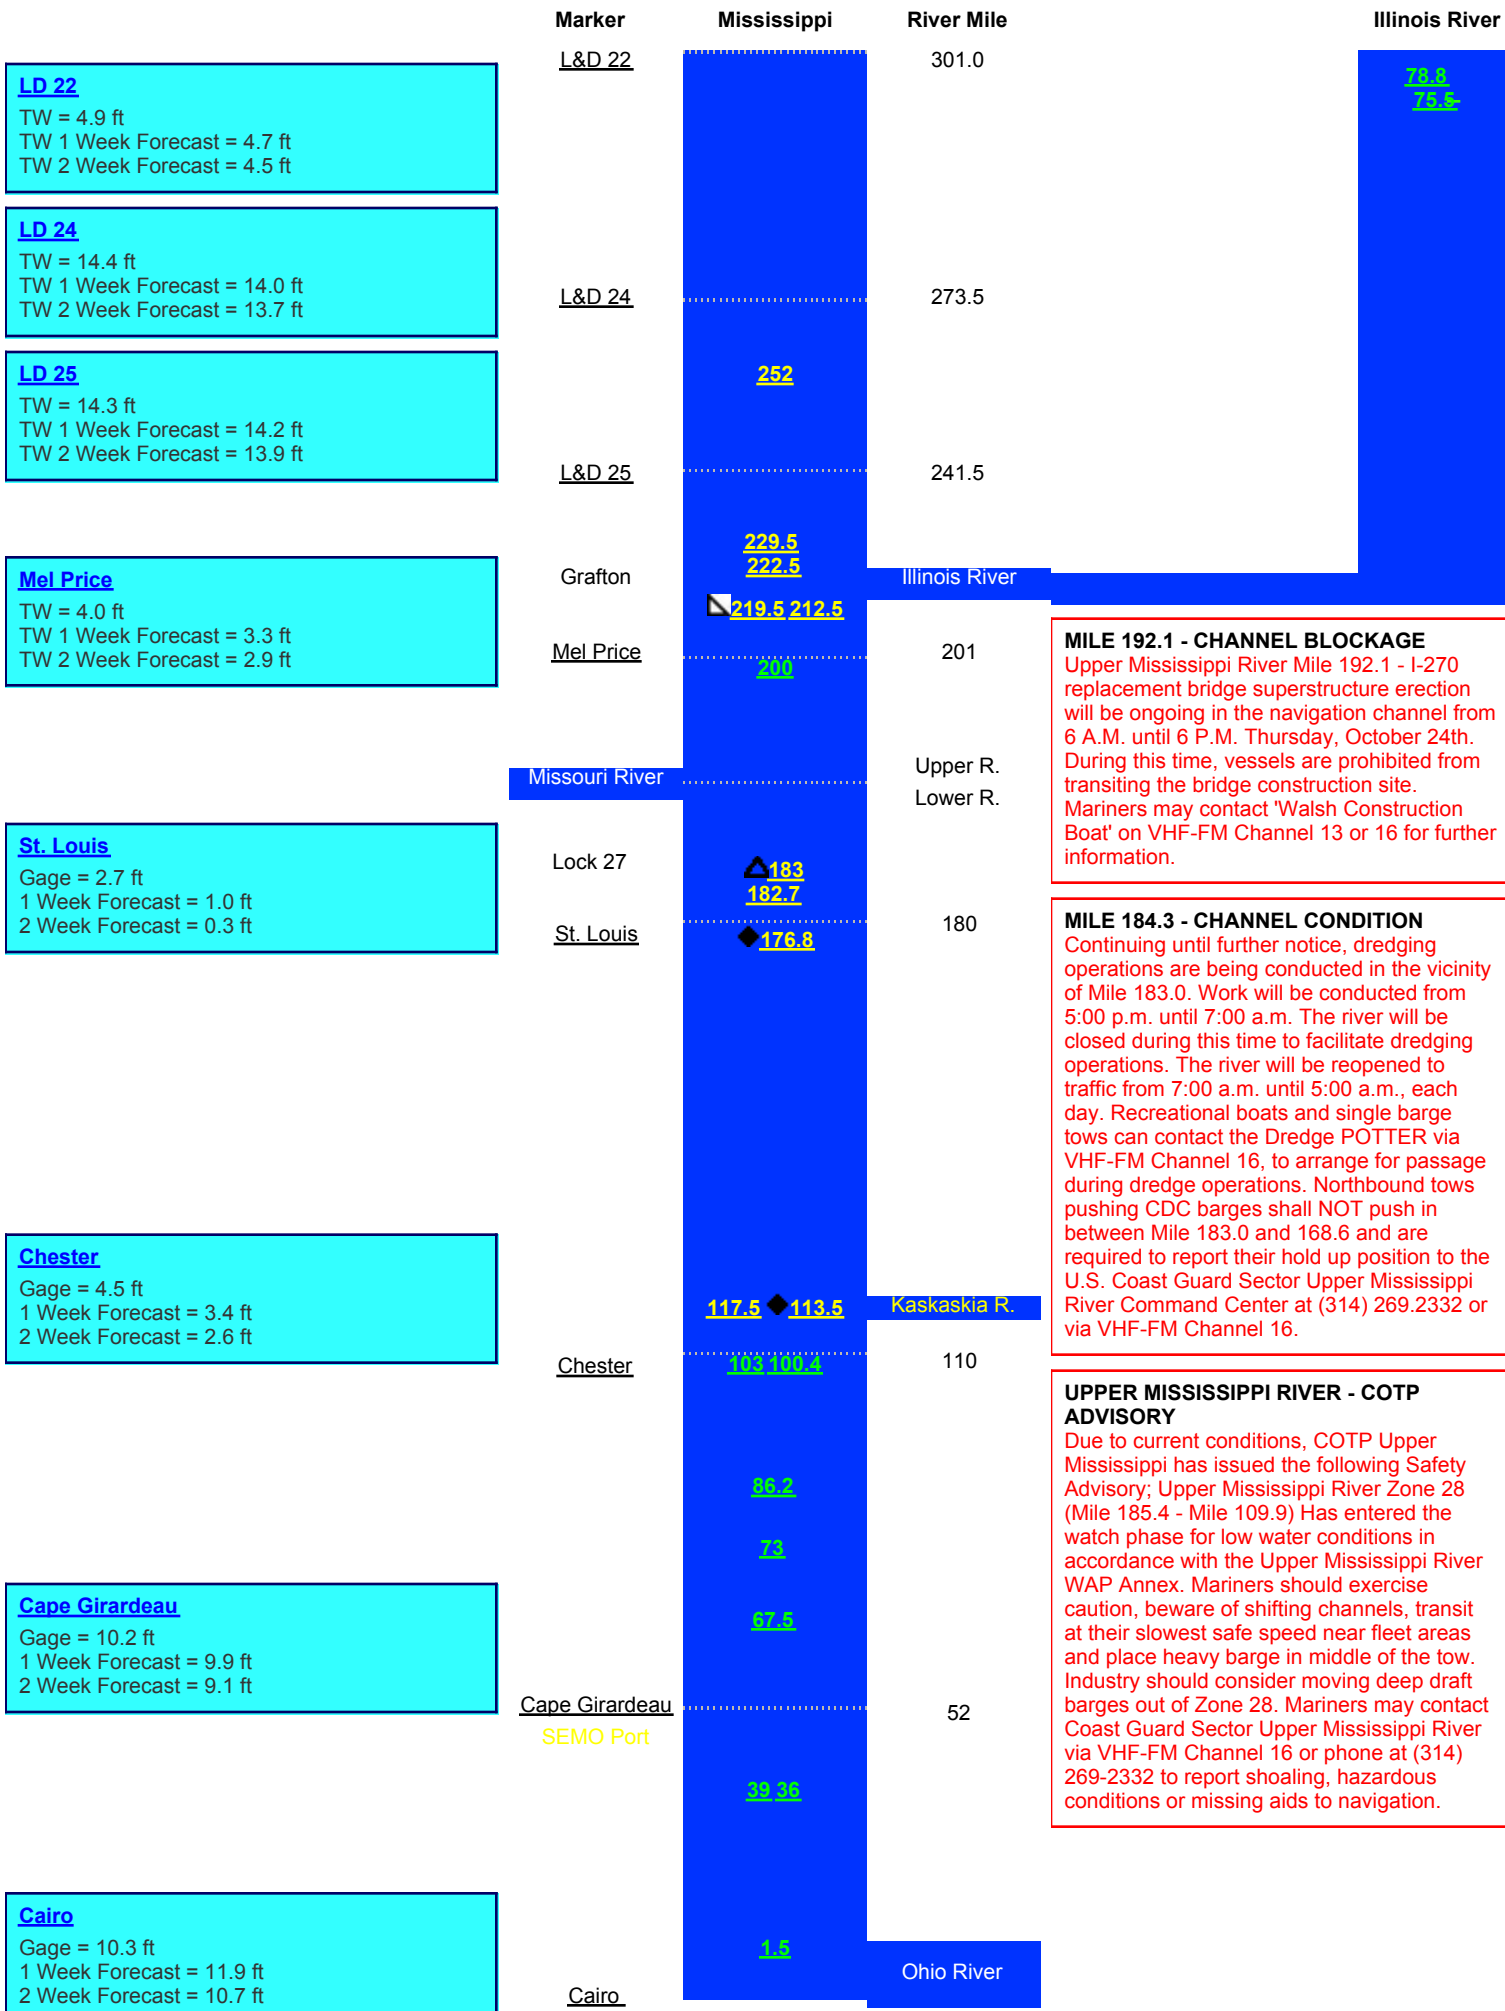 Marker Mississippi River Mile Illinois River
L&D 22 301.0
78.8
75.5
LD 22
TW = 4.9 ft
TW 1 Week Forecast = 4.7 ft
TW 2 Week Forecast = 4.5 ft
LD 24
TW = 14.4 ft
TW 1 Week Forecast = 14.0 ft
TW 2 Week Forecast = 13.7 ft
L&D 24 273.5
LD 25
TW = 14.3 ft
TW 1 Week Forecast = 14.2 ft
TW 2 Week Forecast = 13.9 ft
252
L&D 25 241.5
229.5
222.5
Grafton Illinois River
219.5 212.5
Mel Price
TW = 4.0 ft
TW 1 Week Forecast = 3.3 ft
TW 2 Week Forecast = 2.9 ft
Mel Price 201
200
MILE 192.1 - CHANNEL BLOCKAGE
Upper Mississippi River Mile 192.1 - I-270
replacement bridge superstructure erection
will be ongoing in the navigation channel from
6 A.M. until 6 P.M. Thursday, October 24th.
During this time, vessels are prohibited from
transiting the bridge construction site.
Mariners may contact 'Walsh Construction
Boat' on VHF-FM Channel 13 or 16 for further
information.
Upper R.
Missouri River
Lower R.
St. Louis
Gage = 2.7 ft
1 Week Forecast = 1.0 ft
2 Week Forecast = 0.3 ft
Lock 27
183
182.7
180
St. Louis
176.8
MILE 184.3 - CHANNEL CONDITION
Continuing until further notice, dredging
operations are being conducted in the vicinity
of Mile 183.0. Work will be conducted from
5:00 p.m. until 7:00 a.m. The river will be
closed during this time to facilitate dredging
operations. The river will be reopened to
traffic from 7:00 a.m. until 5:00 a.m., each
day. Recreational boats and single barge
tows can contact the Dredge POTTER via
VHF-FM Channel 16, to arrange for passage
during dredge operations. Northbound tows
pushing CDC barges shall NOT push in
between Mile 183.0 and 168.6 and are
required to report their hold up position to the
U.S. Coast Guard Sector Upper Mississippi
River Command Center at (314) 269.2332 or
via VHF-FM Channel 16.
Chester
Gage = 4.5 ft
1 Week Forecast = 3.4 ft
2 Week Forecast = 2.6 ft
117.5 113.5 Kaskaskia R.
Chester 103 100.4 110
UPPER MISSISSIPPI RIVER - COTP
ADVISORY
Due to current conditions, COTP Upper
Mississippi has issued the following Safety
Advisory; Upper Mississippi River Zone 28
(Mile 185.4 - Mile 109.9) Has entered the
watch phase for low water conditions in
accordance with the Upper Mississippi River
WAP Annex. Mariners should exercise
caution, beware of shifting channels, transit
at their slowest safe speed near fleet areas
and place heavy barge in middle of the tow.
Industry should consider moving deep draft
barges out of Zone 28. Mariners may contact
Coast Guard Sector Upper Mississippi River
via VHF-FM Channel 16 or phone at (314)
269-2332 to report shoaling, hazardous
conditions or missing aids to navigation.
86.2
73
67.5
Cape Girardeau
Gage = 10.2 ft
1 Week Forecast = 9.9 ft
2 Week Forecast = 9.1 ft
Cape Girardeau 52
SEMO Port
39 36
Cairo
Gage = 10.3 ft
1 Week Forecast = 11.9 ft
2 Week Forecast = 10.7 ft
1.5
Ohio River
Cairo